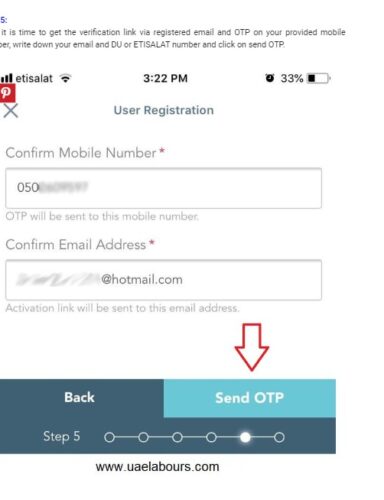 5:
it is time to get the verification link via registered email and OTP on your provided mobile
ber, write down your email and DU or ETISALAT number and click on send OTP.
etisalat 3:22 PM 33%
User Registration
Confirm Mobile Number *
050
OTP will be sent to this mobile number.
Confirm Email Address *
@hotmail.com
Activation link will be sent to this email address.
Back Send OTP
Step 5
www.uaelabours.com